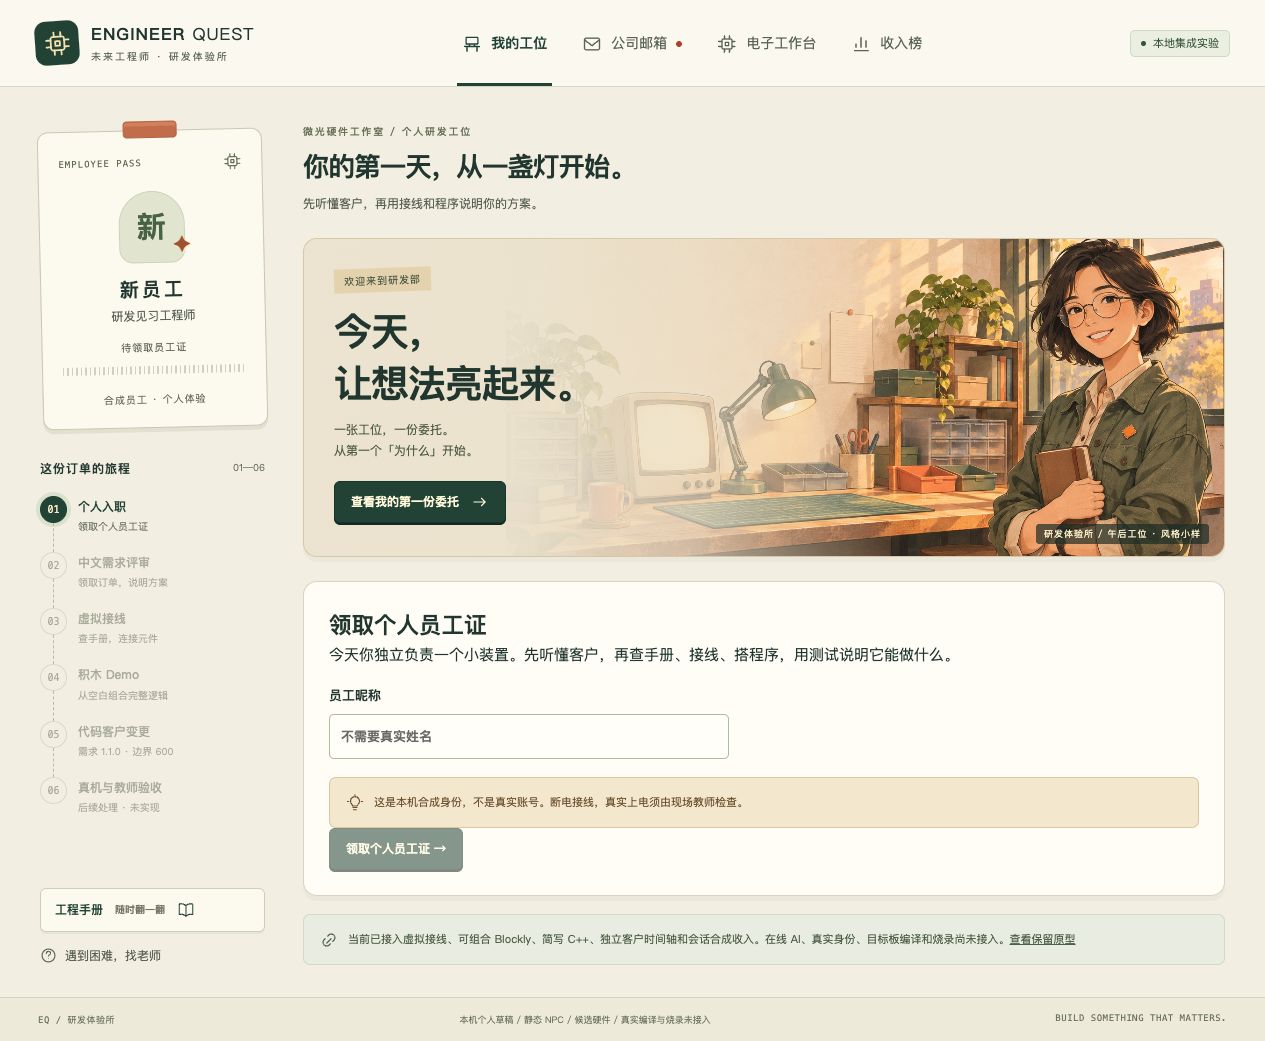 ENGINEER QUEST
未来工程师 · 研发体验所
我的工位
公司邮箱
电子工作台
收入榜
本地集成实验
EMPLOYEE PASS
新
新员工
研发见习工程师
待领取员工证
合成员工 · 个人体验
这份订单的旅程 01—06
01 个人入职
领取个人员工证
02 中文需求评审
领取订单，说明方案
03 虚拟接线
查手册，连接元件
04 积木 Demo
从空白组合完整逻辑
05 代码客户变更
需求 1.1.0 · 边界 600
06 真机与教师验收
后续处理 · 未实现
工程手册 随时翻一翻
遇到困难，找老师
微光硬件工作室 / 个人研发工位
你的第一天，从一盏灯开始。
先听懂客户，再用接线和程序说明你的方案。
欢迎来到研发部
今天，
让想法亮起来。
一张工位，一份委托。
从第一个「为什么」开始。
查看我的第一份委托 →
研发体验所 / 午后工位 · 风格小样
领取个人员工证
今天你独立负责一个小装置。先听懂客户，再查手册、接线、搭程序，用测试说明它能做什么。
员工昵称
不需要真实姓名
这是本机合成身份，不是真实账号。断电接线，真实上电须由现场教师检查。
领取个人员工证 →
当前已接入虚拟接线、可组合 Blockly、简写 C++、独立客户时间轴和会话合成收入。在线 AI、真实身份、目标板编译和烧录尚未接入。查看保留原型
EQ / 研发体验所
本机个人草稿 / 静态 NPC / 候选硬件 / 真实编译与烧录未接入
BUILD SOMETHING THAT MATTERS.